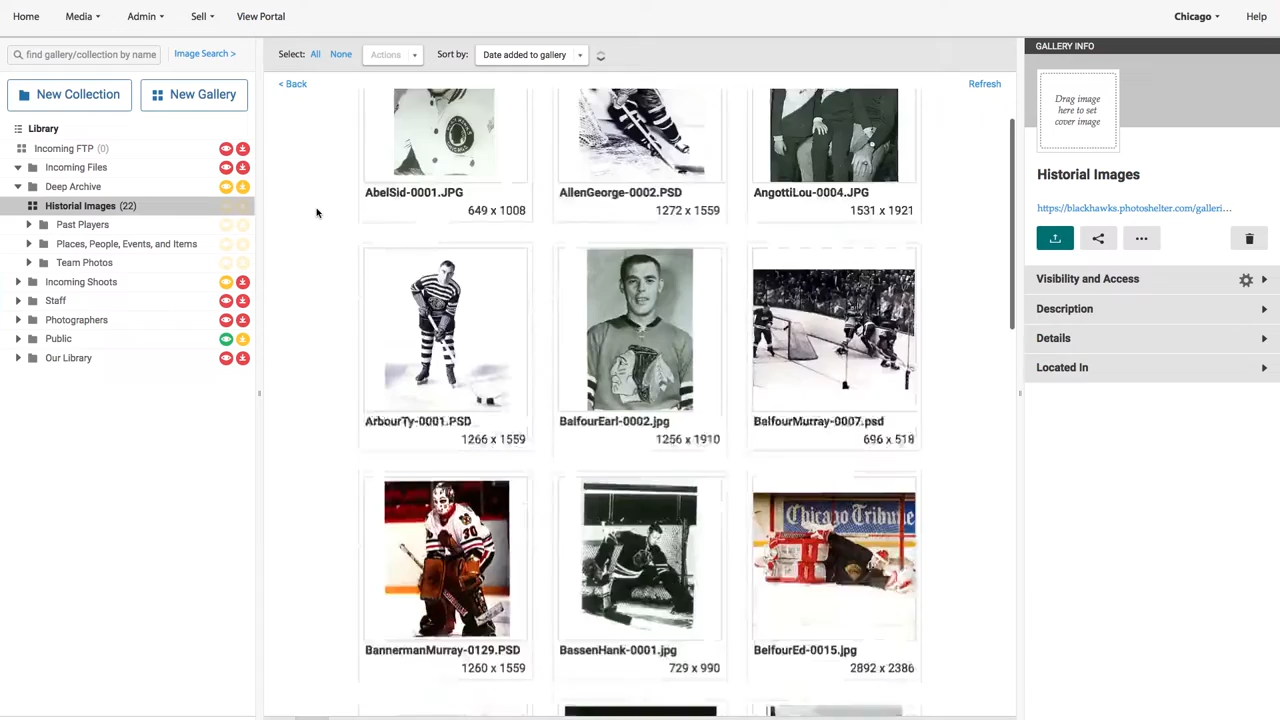 Home Media Admin Sell View Portal Chicago Help
find gallery/collection by name Image Search >
Select: All None Actions Sort by: Date added to gallery
New Collection New Gallery
Library
Incoming FTP (0)
Incoming Files
Deep Archive
Historial Images (22)
Past Players
Places, People, Events, and Items
Team Photos
Incoming Shoots
Staff
Photographers
Public
Our Library
< Back Refresh
AbelSid-0001.JPG
649 x 1008
AllenGeorge-0002.PSD
1272 x 1559
AngottiLou-0004.JPG
1531 x 1921
ArbourTy-0001.PSD
1266 x 1559
BalfourEarl-0002.jpg
1256 x 1910
BalfourMurray-0007.psd
696 x 518
30
BannermanMurray-0129.PSD
1260 x 1559
BassenHank-0001.jpg
729 x 990
Chicago Tribune
BelfourEd-0015.jpg
2892 x 2386
GALLERY INFO
Drag image
here to set
cover image
Historial Images
https://blackhawks.photoshelter.com/galleri...
Visibility and Access
Description
Details
Located In